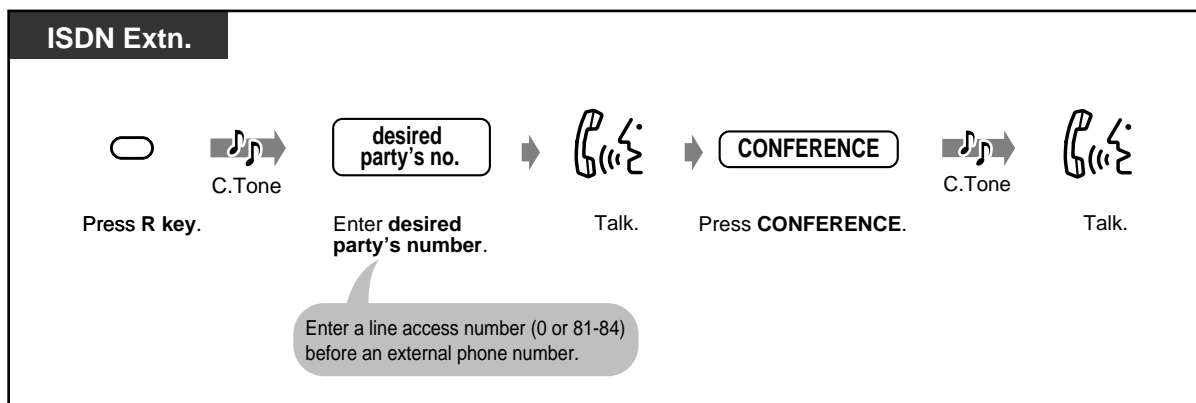 ISDN Extn.
desired
party's no.
CONFERENCE
C.Tone
C.Tone
Press R key.
Enter desired
party's number.
Talk.
Press CONFERENCE.
Talk.
Enter a line access number (0 or 81-84)
before an external phone number.